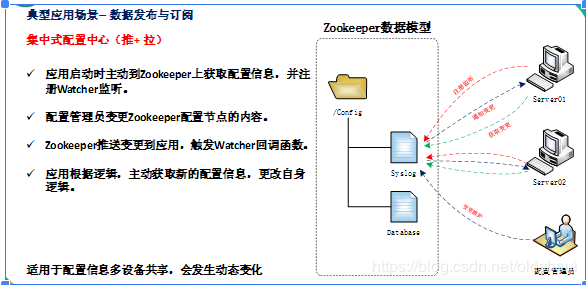 典型应用场景– 数据发布与订阅
集中式配置中心（推+ 拉）
✓ 应用启动时主动到Zookeeper上获取配置信息，并注
册Watcher监听。
✓ 配置管理员变更Zookeeper配置节点的内容。
✓ Zookeeper推送变更到应用，触发Watcher回调函数。
✓ 应用根据逻辑，主动获取新的配置信息，更改自身
逻辑。
适用于配置信息多设备共享，会发生动态变化
Zookeeper数据模型
/Config
Syslog
Database
注册监听
通知变更
获取变更
变更维护
Server01
Server02
配置管理员